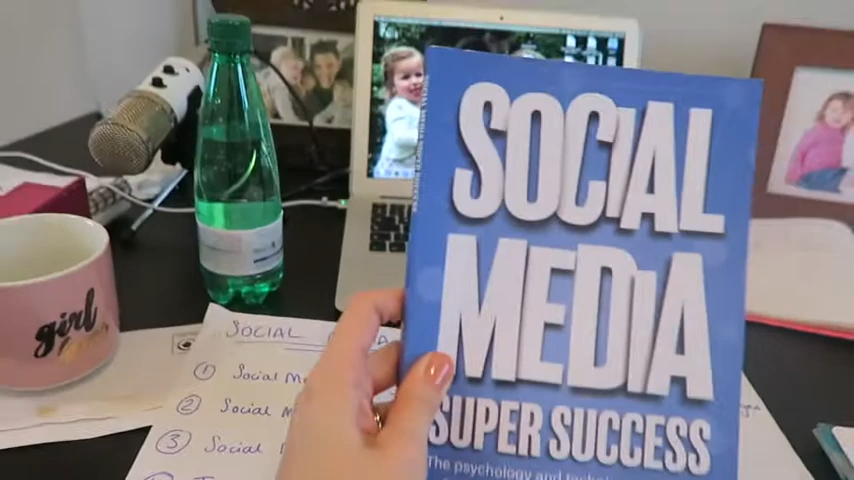 SOCIAL
MEDIA
Super Success
The psychology and
girl
SOCIAL
① Social
② Social
③ Social